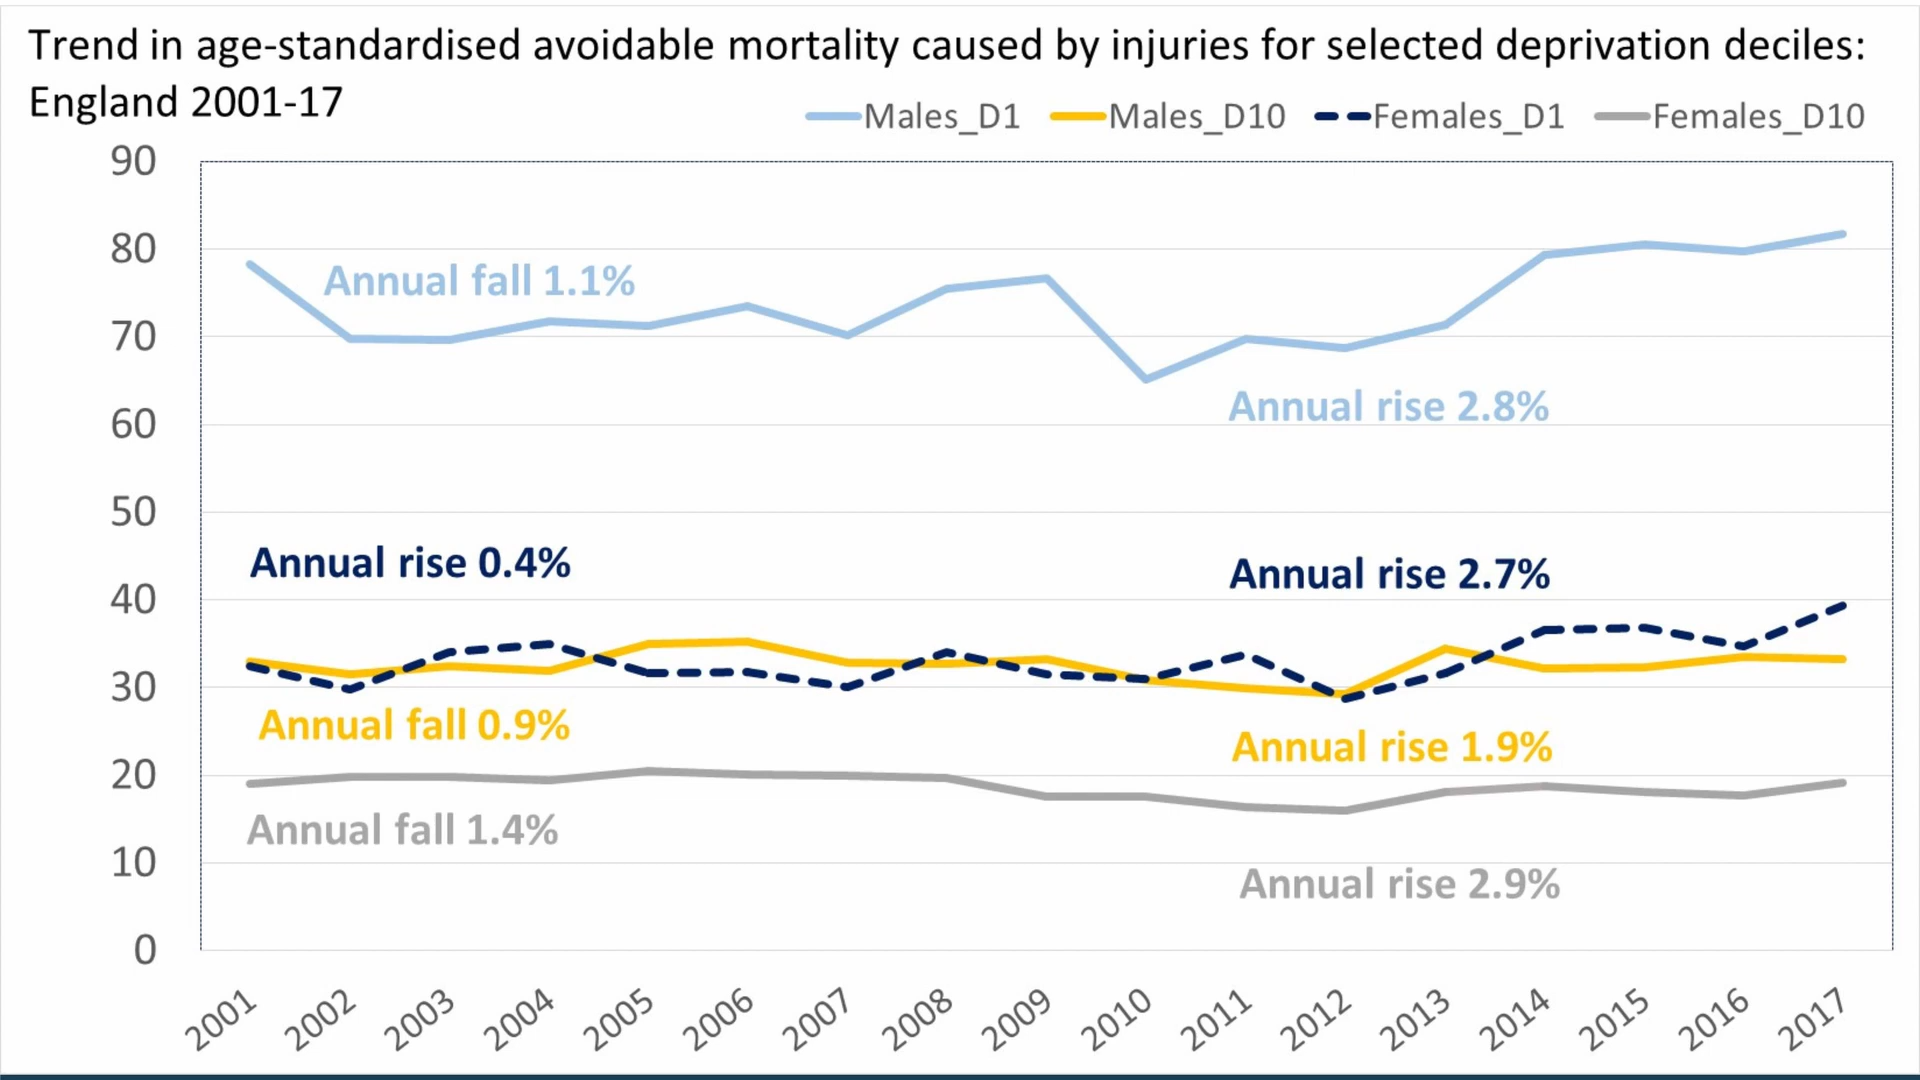 Trend in age-standardised avoidable mortality caused by injuries for selected deprivation deciles:
England 2001-17
Males_D1 Males_D10 Females_D1 Females_D10
90
80
Annual fall 1.1%
70
Annual rise 2.8%
60
50
Annual rise 0.4% Annual rise 2.7%
40
30
Annual fall 0.9% Annual rise 1.9%
20
Annual fall 1.4%
10
Annual rise 2.9%
0
2001 2002 2003 2004 2005 2006 2007 2008 2009 2010 2011 2012 2013 2014 2015 2016 2017